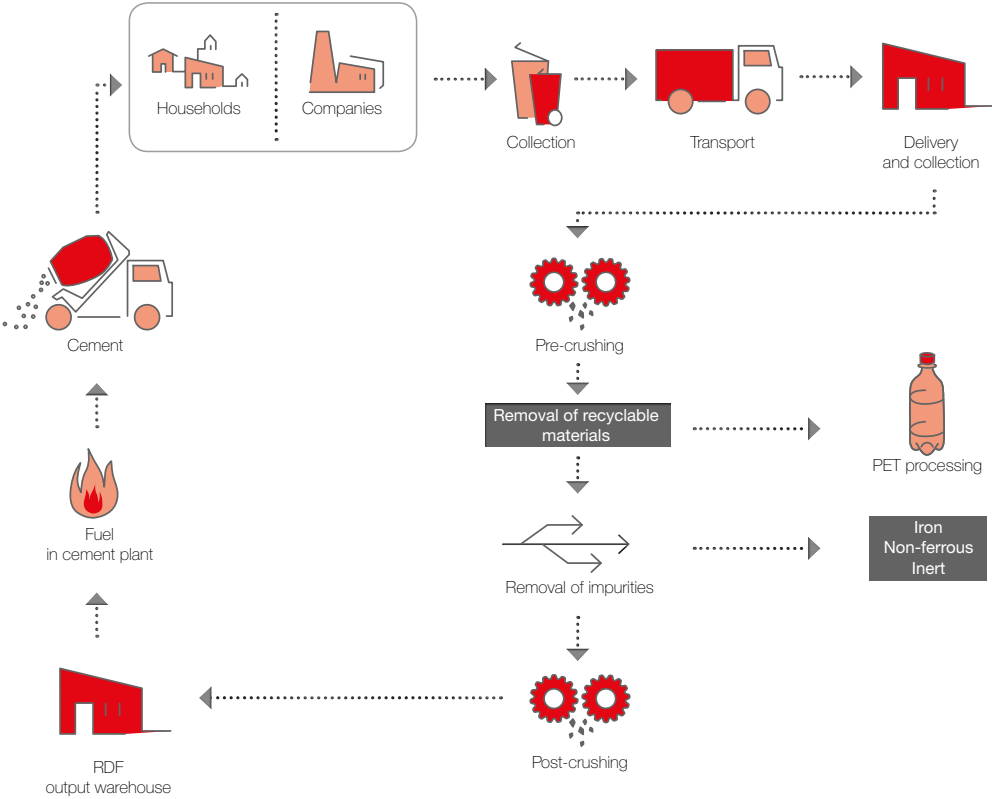 Households
Companies
Collection
Transport
Delivery
and collection
Pre-crushing
Removal of recyclable
materials
PET processing
Removal of impurities
Iron
Non-ferrous
Inert
Post-crushing
RDF
output warehouse
Fuel
in cement plant
Cement